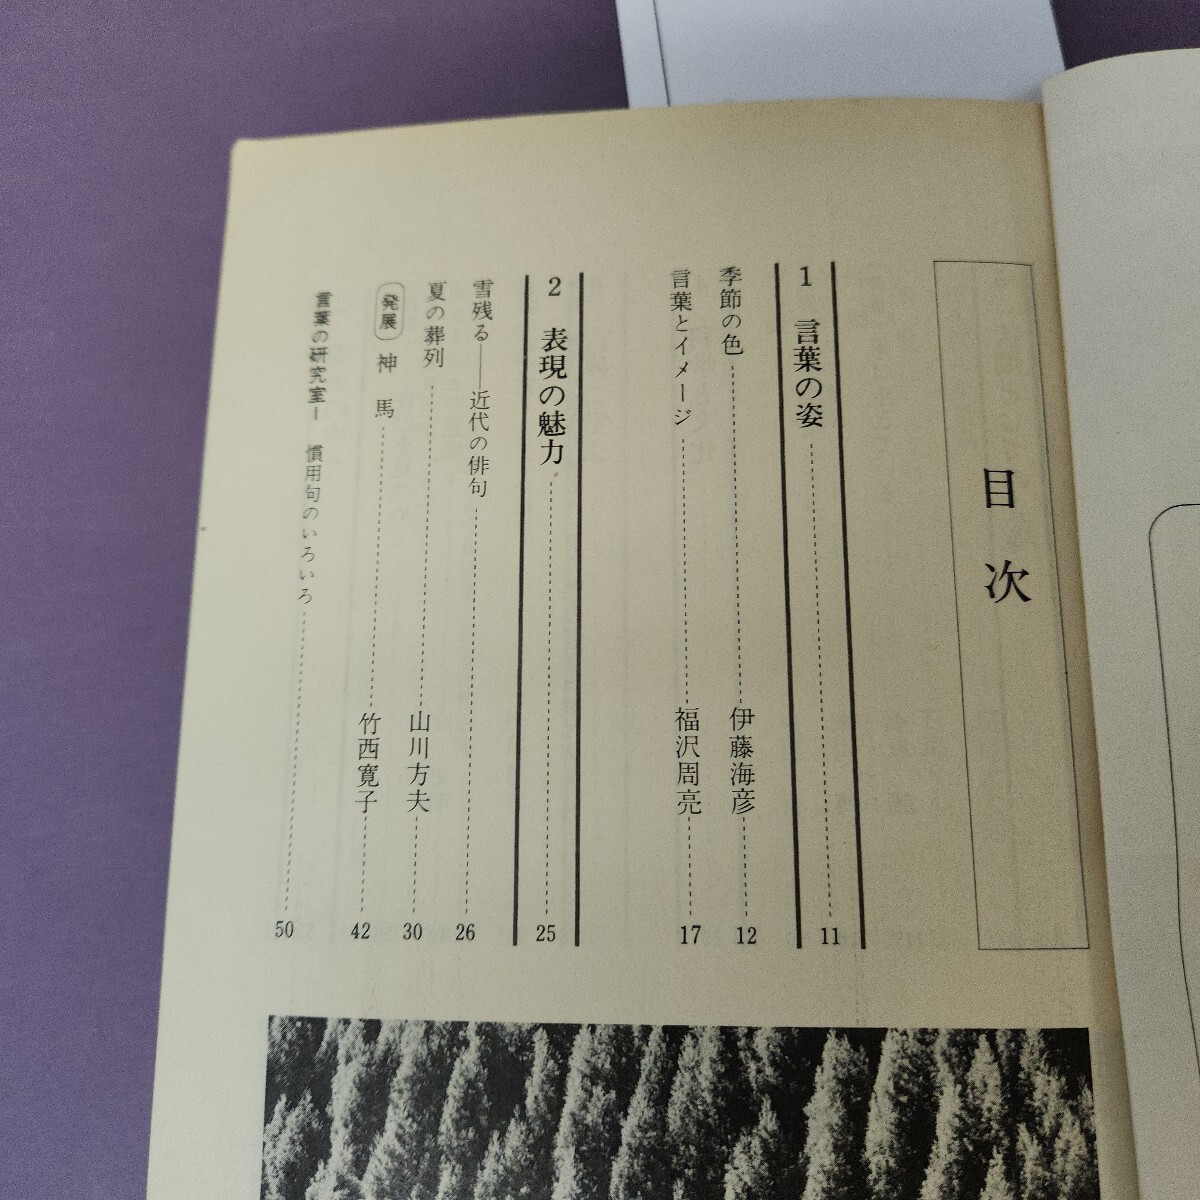 目次
1 言葉の姿 11
季節の色 伊藤海彦 12
言葉とイメージ 福沢周亮 17
2 表現の魅力 25
雪残る——近代の俳句 26
夏の葬列 山川方夫 30
発展 神馬 竹西寛子 42
言葉の研究室Ⅰ 慣用句のいろいろ 50